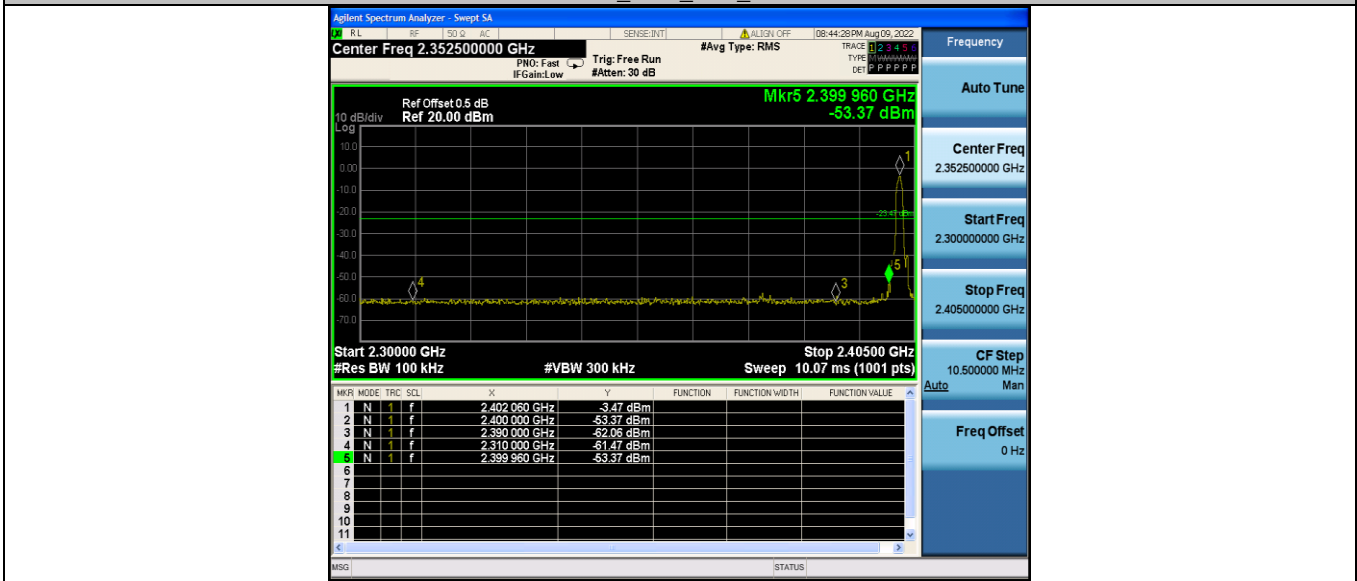 Agilent Spectrum Analyzer - Swept SA
RL RF 50 Ω AC SENSE:INT ALIGN OFF 08:44:28 PM Aug 09, 2022
Center Freq 2.352500000 GHz #Avg Type: RMS TRACE 1 2 3 4 5 6
PNO: Fast Trig: Free Run TYPE
IFGain:Low #Atten: 30 dB DET P P P P P P
Frequency
Auto Tune
Center Freq
2.352500000 GHz
Start Freq
2.300000000 GHz
Stop Freq
2.405000000 GHz
CF Step
10.500000 MHz
Auto Man
Freq Offset
0 Hz
Mkr5 2.399 960 GHz
-53.37 dBm
Ref Offset 0.5 dB
10 dB/div Ref 20.00 dBm
Log
10.0
0.00
-10.0
-20.0
-30.0
-40.0
-50.0
-60.0
-70.0
-23.47 dBm
1
5
4
3
Start 2.30000 GHz Stop 2.40500 GHz
#Res BW 100 kHz #VBW 300 kHz Sweep 10.07 ms (1001 pts)
MKR MODE TRC SCL X Y FUNCTION FUNCTION WIDTH FUNCTION VALUE
1 N 1 f 2.402 060 GHz -3.47 dBm
2 N 1 f 2.400 000 GHz -53.37 dBm
3 N 1 f 2.390 000 GHz -62.06 dBm
4 N 1 f 2.310 000 GHz -61.47 dBm
5 N 1 f 2.399 960 GHz -53.37 dBm
6
7
8
9
10
11
MSG STATUS